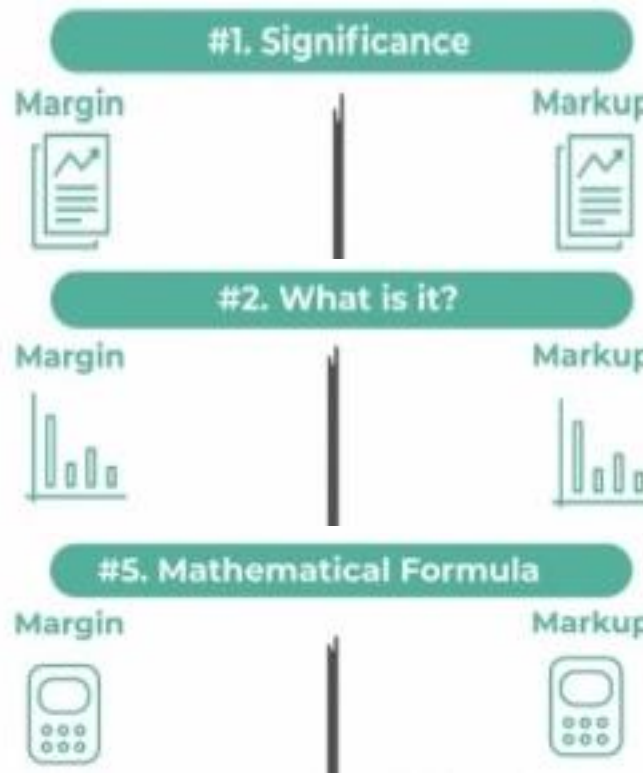 #1. Significance
Margin Markup
#2. What is it?
Margin Markup
#5. Mathematical Formula
Margin Markup